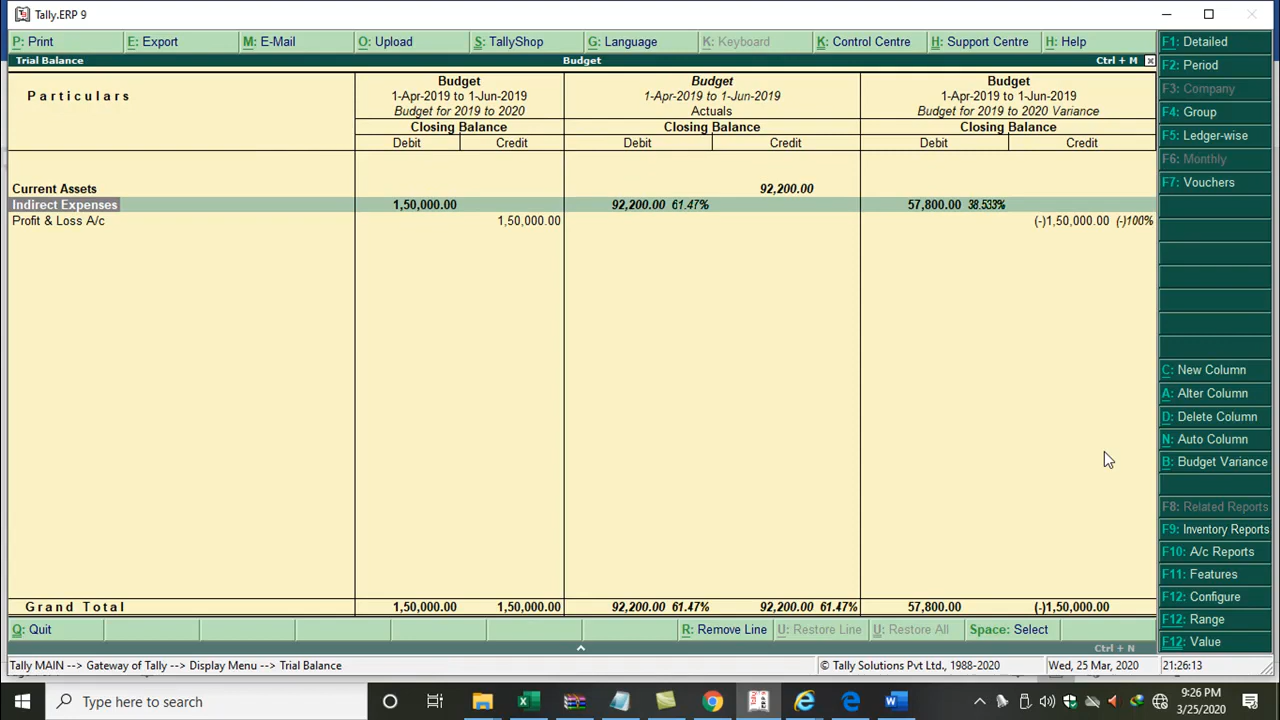 Tally.ERP 9
P: Print E: Export M: E-Mail O: Upload S: TallyShop G: Language K: Keyboard K: Control Centre H: Support Centre H: Help
Trial Balance Budget Ctrl + M
Particulars
Budget Budget Budget
1-Apr-2019 to 1-Jun-2019 1-Apr-2019 to 1-Jun-2019 1-Apr-2019 to 1-Jun-2019
Budget for 2019 to 2020 Actuals Budget for 2019 to 2020 Variance
Closing Balance Closing Balance Closing Balance
Debit Credit Debit Credit Debit Credit
Current Assets 92,200.00
Indirect Expenses 1,50,000.00 92,200.00 61.47% 57,800.00 38.533%
Profit & Loss A/c 1,50,000.00 (-)1,50,000.00 (-)100%
Grand Total 1,50,000.00 1,50,000.00 92,200.00 61.47% 92,200.00 61.47% 57,800.00 (-)1,50,000.00
F1: Detailed
F2: Period
F3: Company
F4: Group
F5: Ledger-wise
F6: Monthly
F7: Vouchers
C: New Column
A: Alter Column
D: Delete Column
N: Auto Column
B: Budget Variance
F8: Related Reports
F9: Inventory Reports
F10: A/c Reports
F11: Features
F12: Configure
F12: Range
F12: Value
Q: Quit R: Remove Line U: Restore Line U: Restore All Space: Select
Ctrl + N
Tally MAIN --> Gateway of Tally --> Display Menu --> Trial Balance © Tally Solutions Pvt Ltd., 1988-2020 Wed, 25 Mar, 2020 21:26:13
Type here to search
9:26 PM
3/25/2020